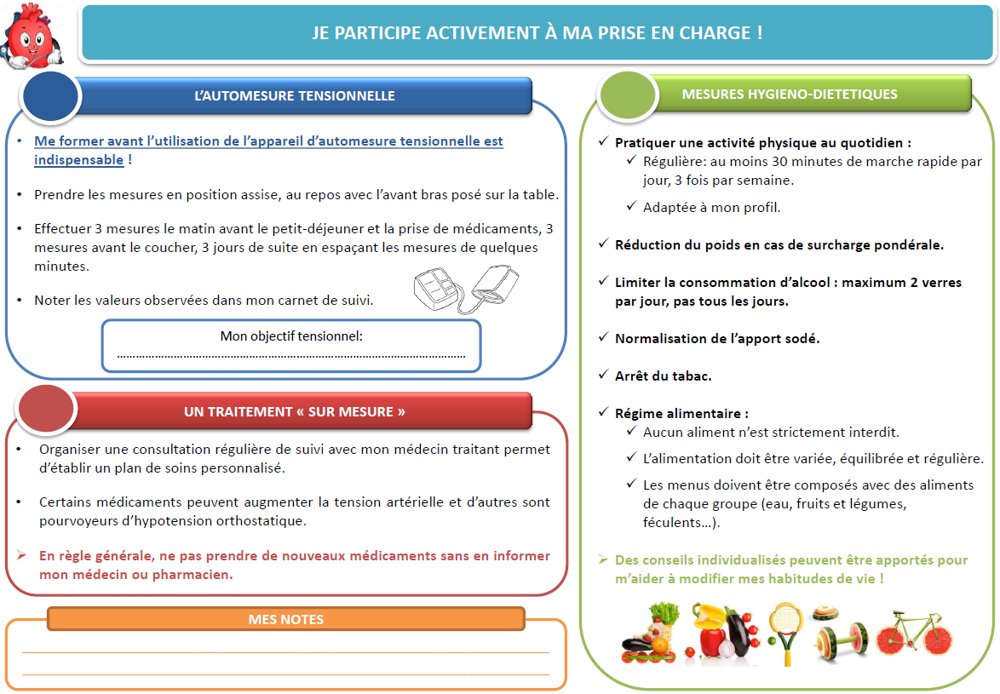 JE PARTICIPE ACTIVEMENT À MA PRISE EN CHARGE !
L’AUTOMESURE TENSIONNELLE
• Me former avant l’utilisation de l’appareil d’automesure tensionnelle est
indispensable !
• Prendre les mesures en position assise, au repos avec l’avant bras posé sur la table.
• Effectuer 3 mesures le matin avant le petit-déjeuner et la prise de médicaments, 3
mesures avant le coucher, 3 jours de suite en espaçant les mesures de quelques
minutes.
• Noter les valeurs observées dans mon carnet de suivi.
Mon objectif tensionnel:
……………………………………………………………………………………………
UN TRAITEMENT « SUR MESURE »
• Organiser une consultation régulière de suivi avec mon médecin traitant permet
d’établir un plan de soins personnalisé.
• Certains médicaments peuvent augmenter la tension artérielle et d’autres sont
pourvoyeurs d’hypotension orthostatique.
➢ En règle générale, ne pas prendre de nouveaux médicaments sans en informer
mon médecin ou pharmacien.
MES NOTES
MESURES HYGIENO-DIETETIQUES
✓ Pratiquer une activité physique au quotidien :
✓ Régulière: au moins 30 minutes de marche rapide par
jour, 3 fois par semaine.
✓ Adaptée à mon profil.
✓ Réduction du poids en cas de surcharge pondérale.
✓ Limiter la consommation d’alcool : maximum 2 verres
par jour, pas tous les jours.
✓ Normalisation de l’apport sodé.
✓ Arrêt du tabac.
✓ Régime alimentaire :
✓ Aucun aliment n’est strictement interdit.
✓ L’alimentation doit être variée, équilibrée et régulière.
✓ Les menus doivent être composés avec des aliments
de chaque groupe (eau, fruits et légumes,
féculents…).
➢ Des conseils individualisés peuvent être apportés pour
m’aider à modifier mes habitudes de vie !